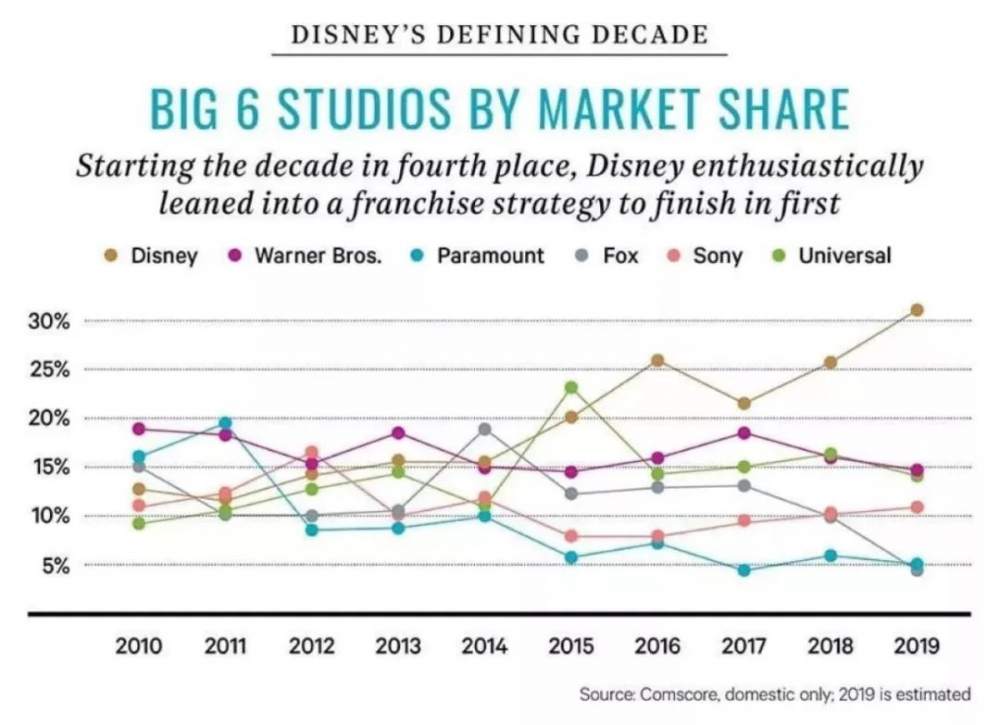 DISNEY'S DEFINING DECADE
BIG 6 STUDIOS BY MARKET SHARE
Starting the decade in fourth place, Disney enthusiastically
leaned into a franchise strategy to finish in first
Disney Warner Bros. Paramount Fox Sony Universal
30%
25%
20%
15%
10%
5%
2010 2011 2012 2013 2014 2015 2016 2017 2018 2019
Source: Comscore, domestic only; 2019 is estimated